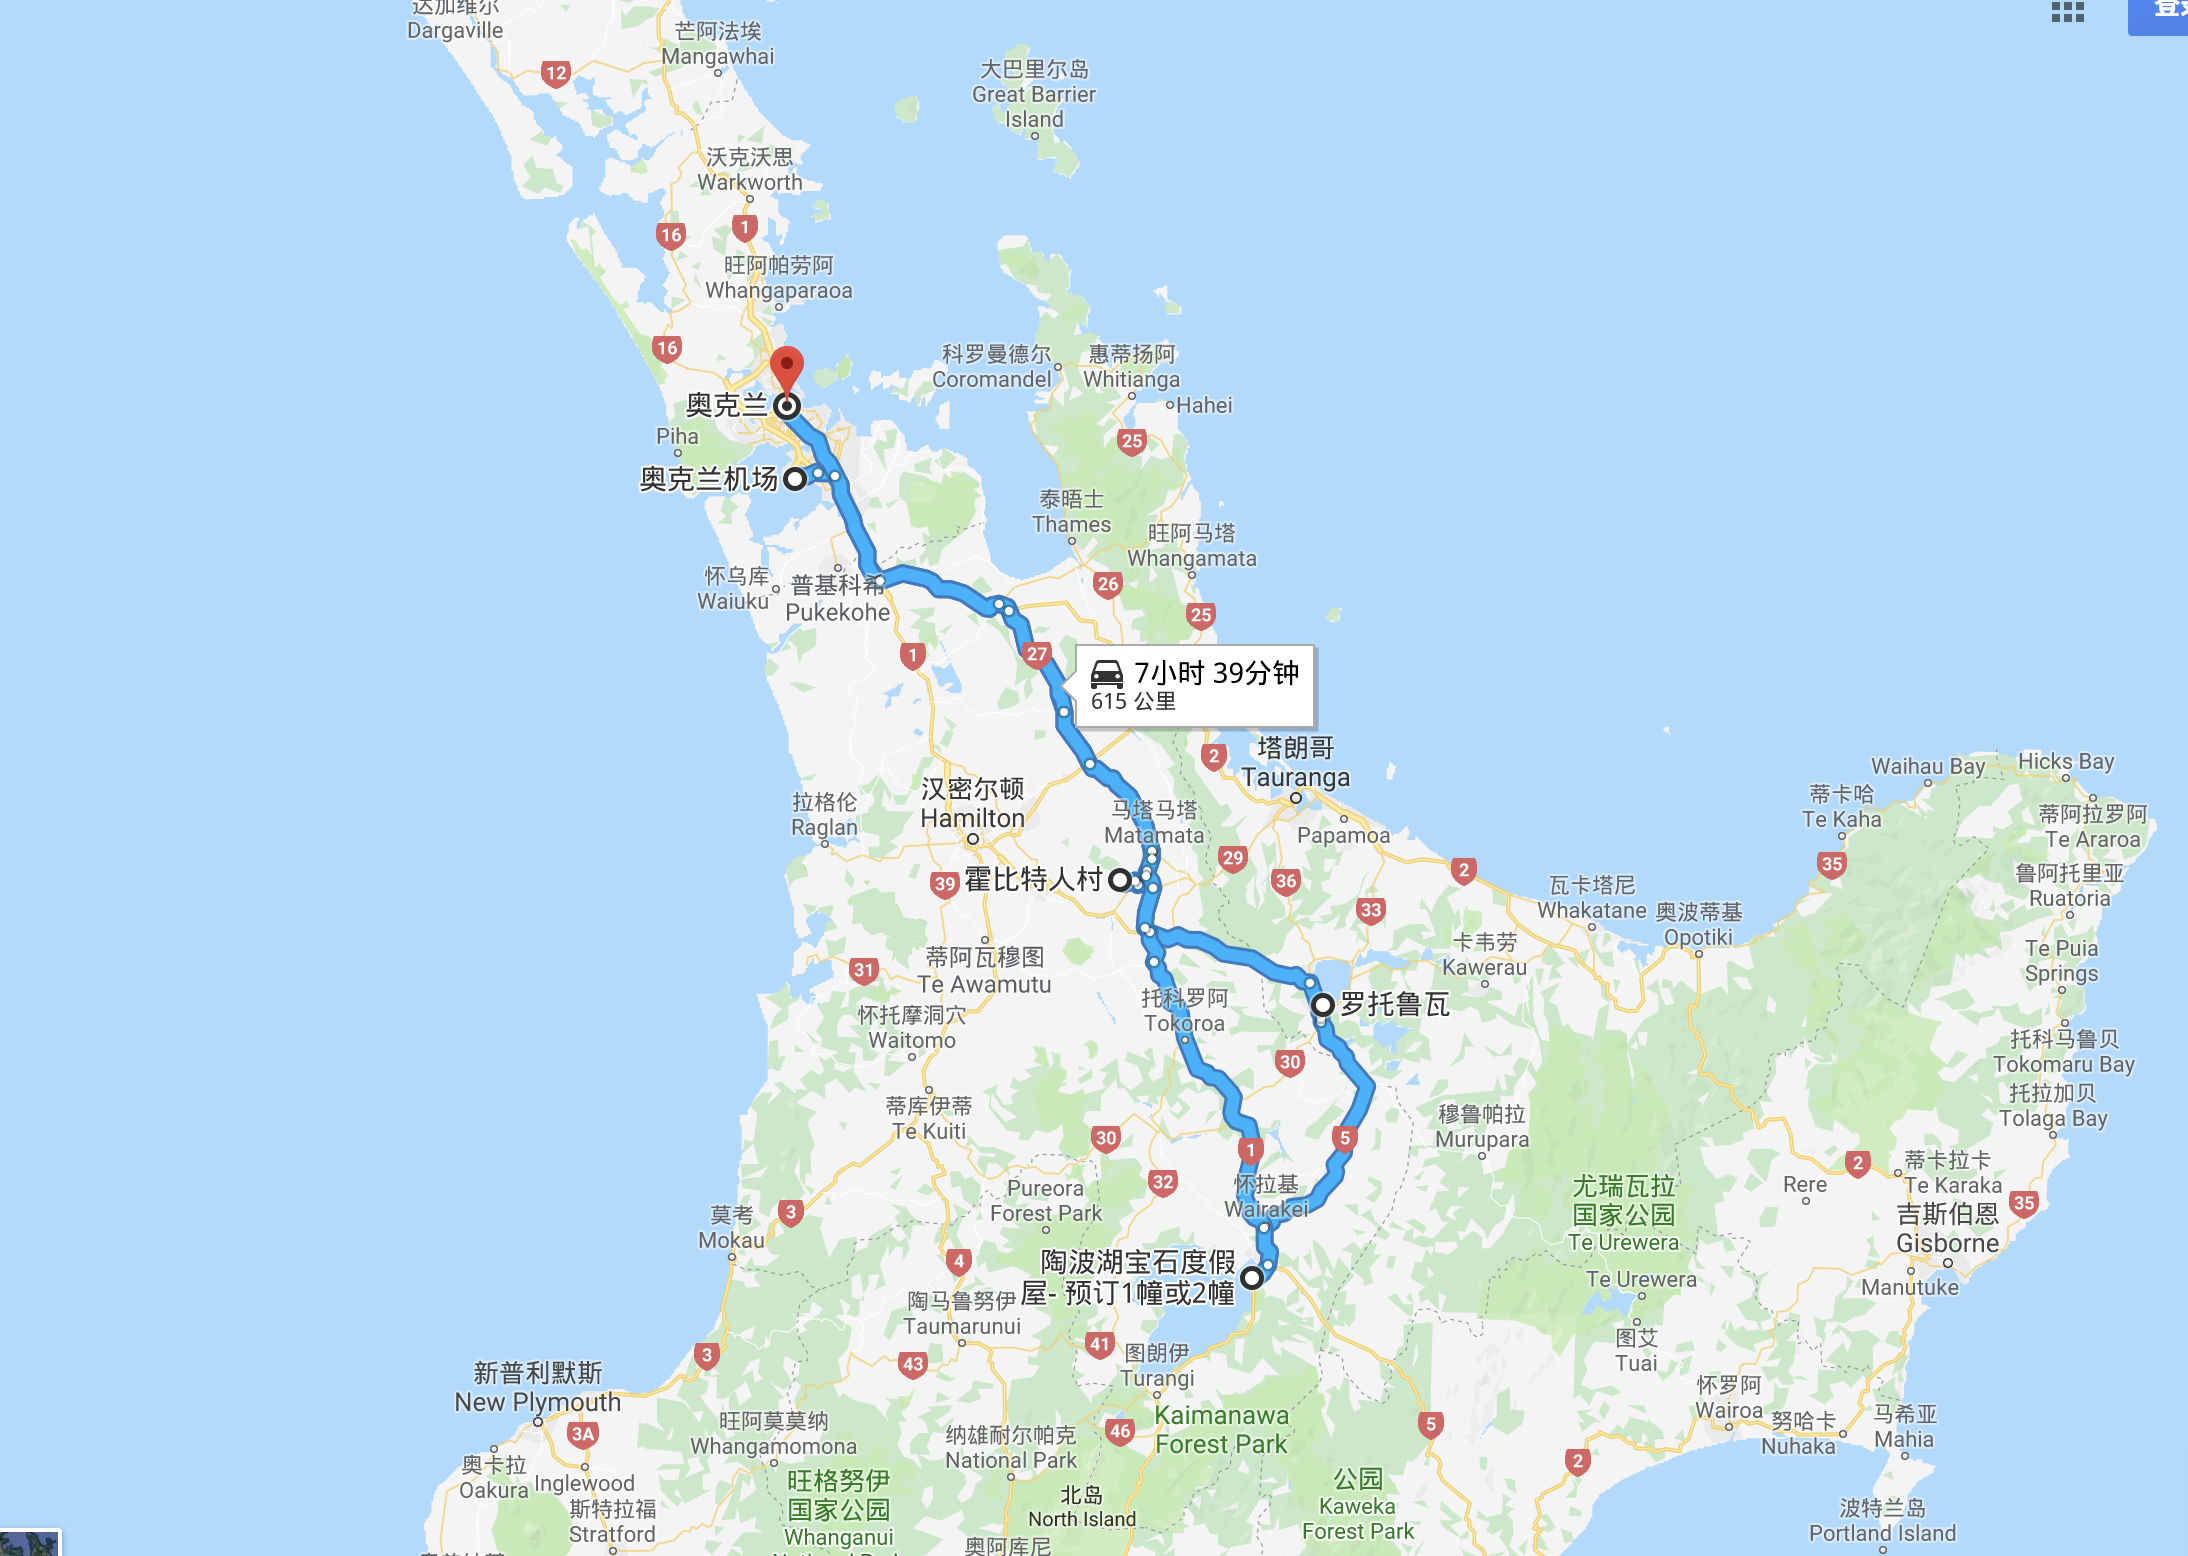 达加维尔
Dargaville
芒阿法埃
Mangawhai
大巴里尔岛
Great Barrier
Island
12
沃克沃思
Warkworth
16
1
旺阿帕劳阿
Whangaparaoa
16
科罗曼德尔
Coromandel
惠蒂扬阿
Whitianga
Hahei
奥克兰
Piha
25
奥克兰机场
泰晤士
Thames
旺阿马塔
Whangamata
怀乌库
Waiuku
普基科希
Pukekohe
26
25
1
27
7小时 39分钟
615 公里
2
塔朗哥
Tauranga
Waihau Bay
Hicks Bay
汉密尔顿
Hamilton
拉格伦
Raglan
马塔马塔
Matamata
Papamoa
蒂卡哈
Te Kaha
蒂阿拉罗阿
Te Araroa
29
2
35
39
霍比特人村
36
33
瓦卡塔尼
Whakatane
奥波蒂基
Opotiki
鲁阿托里亚
Ruatoria
蒂阿瓦穆图
Te Awamutu
31
卡韦劳
Kawerau
Te Puia
Springs
托科罗阿
Tokoroa
罗托鲁瓦
怀托摩洞穴
Waitomo
30
托科马鲁贝
Tokomaru Bay
托拉加贝
Tolaga Bay
蒂库伊蒂
Te Kuiti
穆鲁帕拉
Murupara
30
1
5
2
蒂卡拉卡
Te Karaka
32
怀拉基
Wairakei
Pureora
Forest Park
尤瑞瓦拉
国家公园
Te Urewera
Rere
35
3
莫考
Mokau
吉斯伯恩
Gisborne
4
陶波湖宝石度假
屋- 预订1幢或2幢
Te Urewera
Manutuke
陶马鲁努伊
Taumarunui
41
图朗伊
Turangi
图艾
Tuai
3
43
新普利默斯
New Plymouth
怀罗阿
Wairoa
努哈卡
Nuhaka
马希亚
Mahia
3A
旺阿莫莫纳
Whangamomona
纳雄耐尔帕克
National Park
46
Kaimanawa
Forest Park
5
2
奥卡拉
Oakura
Inglewood
斯特拉福
Stratford
旺格努伊
国家公园
Whanganui
北岛
North Island
公园
Kaweka
Forest Park
波特兰岛
Portland Island
奥阿库尼